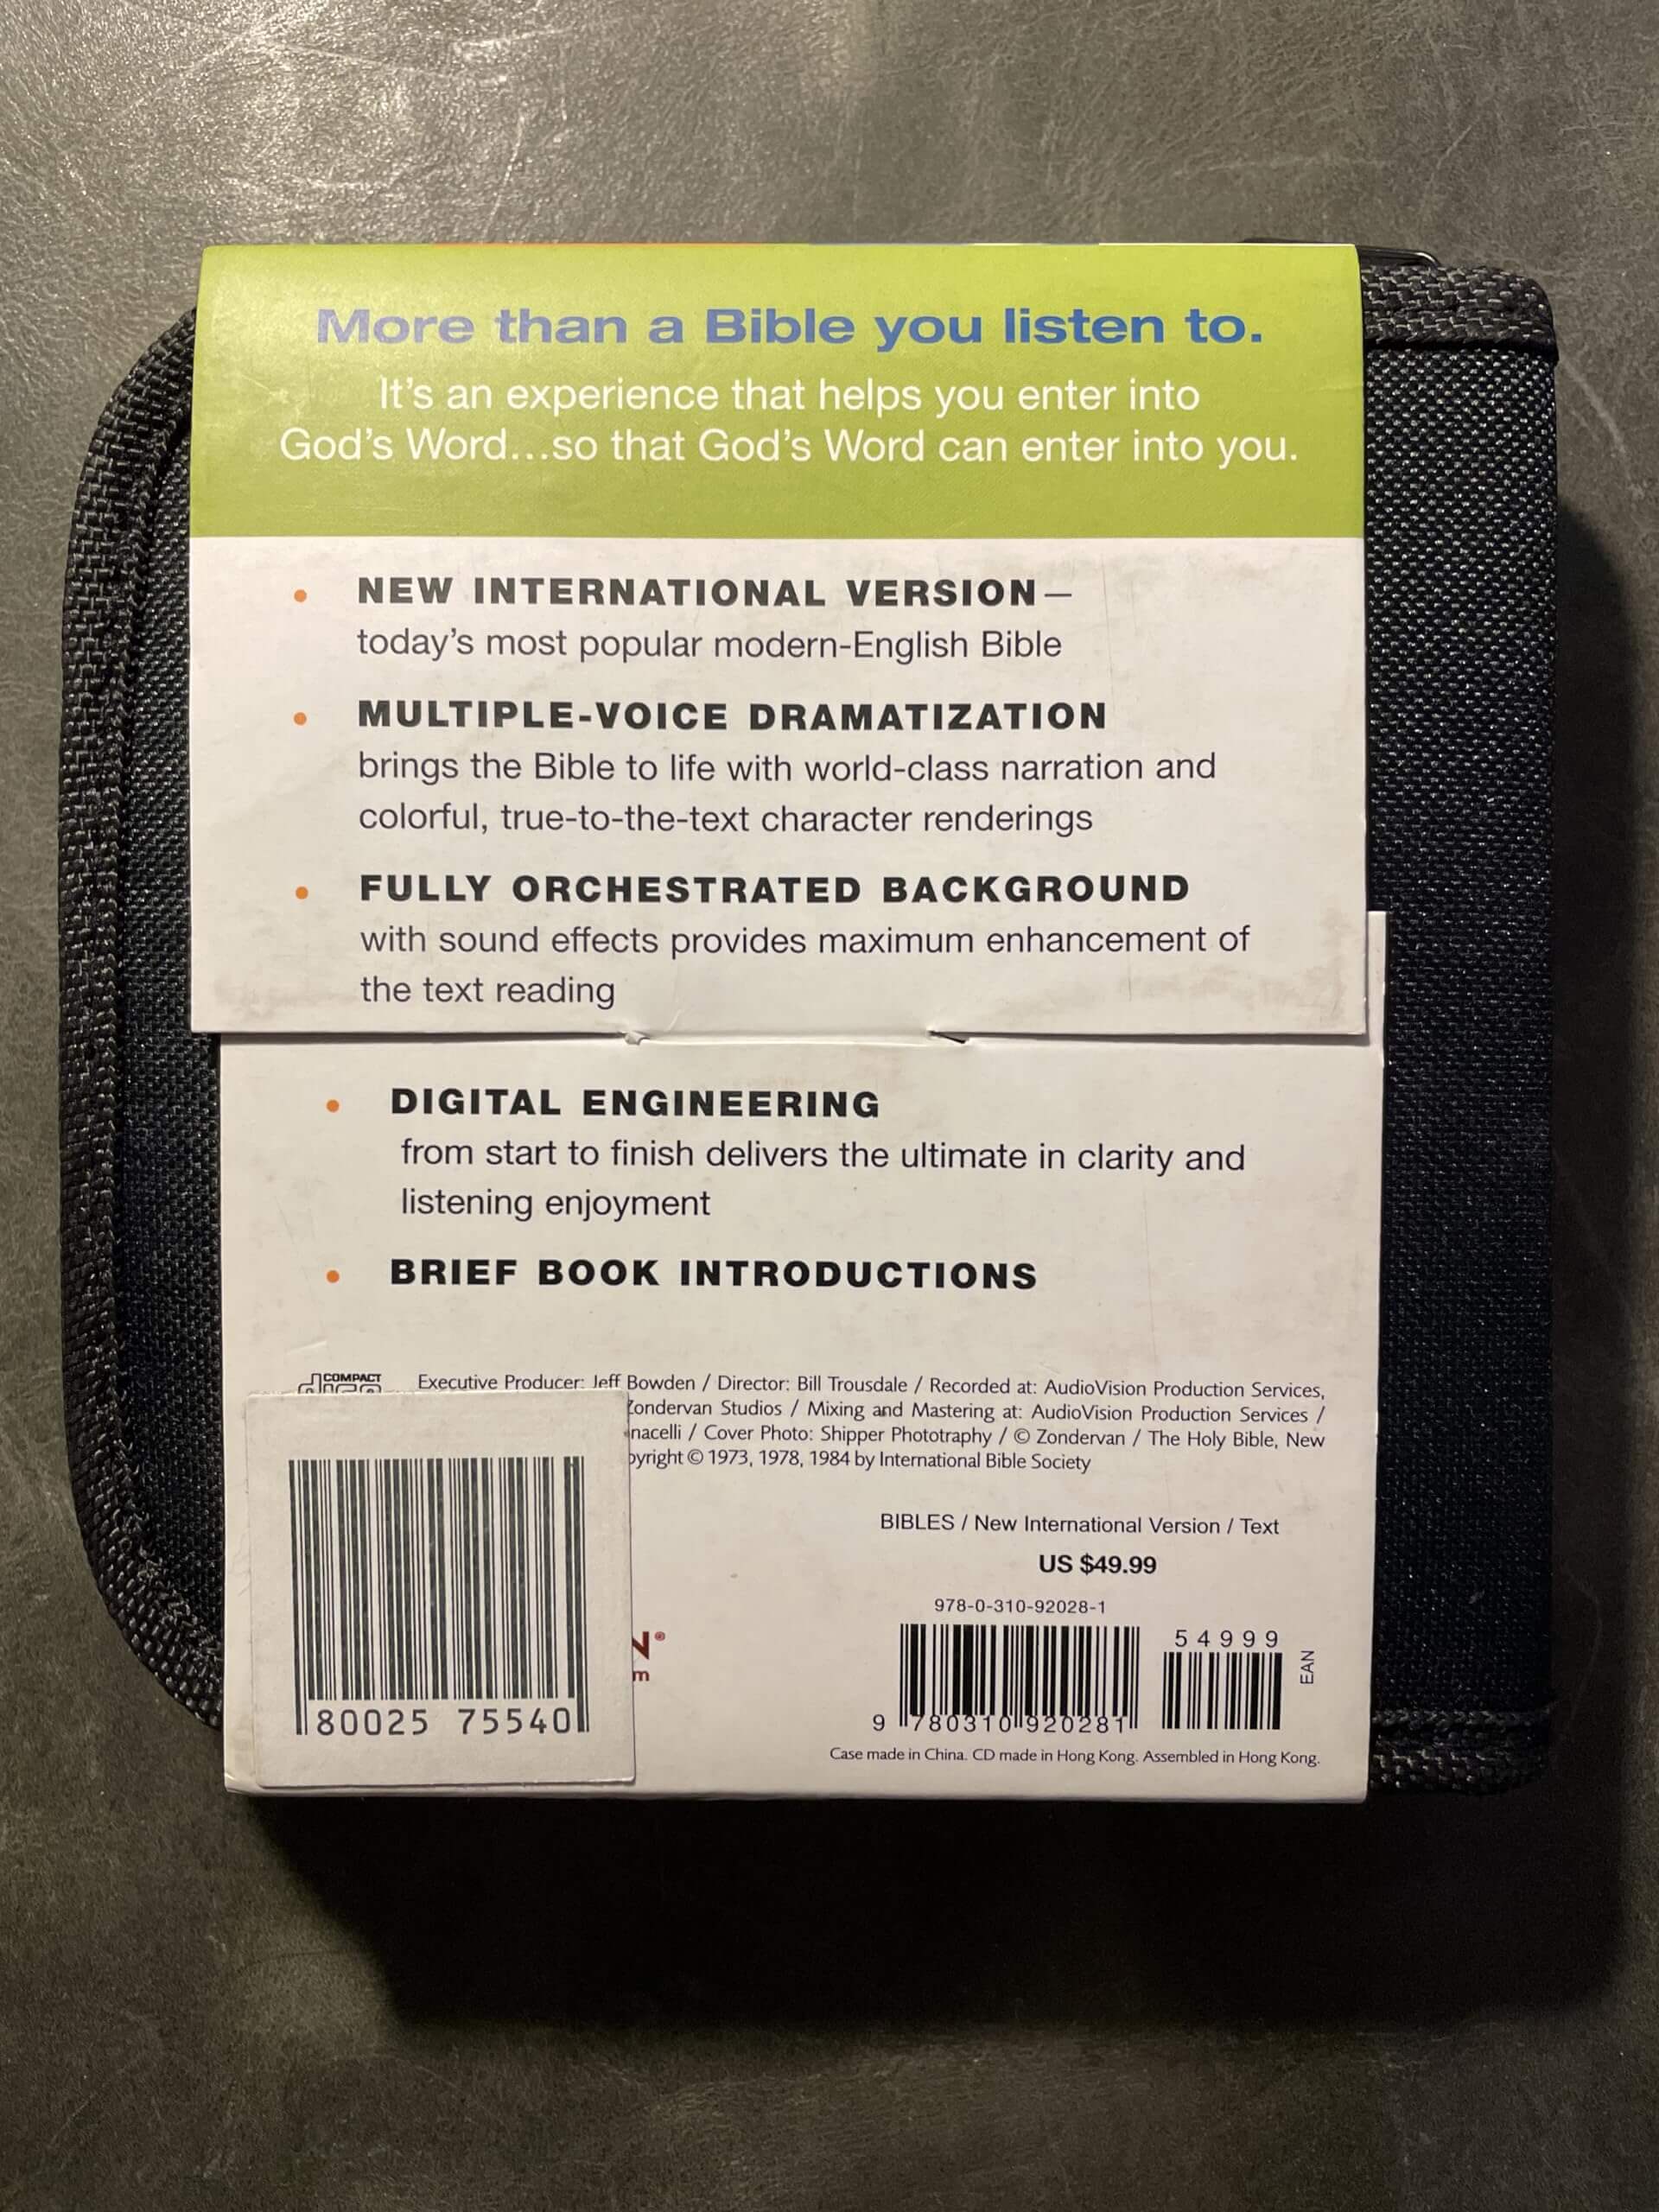 More than a Bible you listen to.
It's an experience that helps you enter into
God's Word...so that God's Word can enter into you.
• NEW INTERNATIONAL VERSION—
today's most popular modern-English Bible
• MULTIPLE-VOICE DRAMATIZATION
brings the Bible to life with world-class narration and
colorful, true-to-the-text character renderings
• FULLY ORCHESTRATED BACKGROUND
with sound effects provides maximum enhancement of
the text reading
• DIGITAL ENGINEERING
from start to finish delivers the ultimate in clarity and
listening enjoyment
• BRIEF BOOK INTRODUCTIONS
COMPACT
Executive Producer: Jeff Bowden / Director: Bill Trousdale / Recorded at: AudioVision Production Services,
Zondervan Studios / Mixing and Mastering at: AudioVision Production Services /
nacelli / Cover Photo: Shipper Phototraphy / © Zondervan / The Holy Bible, New
pyright © 1973, 1978, 1984 by International Bible Society
BIBLES / New International Version / Text
US $49.99
978-0-310-92028-1
54999
EAN
N®
m
80025 75540
9 780310 920281
Case made in China. CD made in Hong Kong. Assembled in Hong Kong.